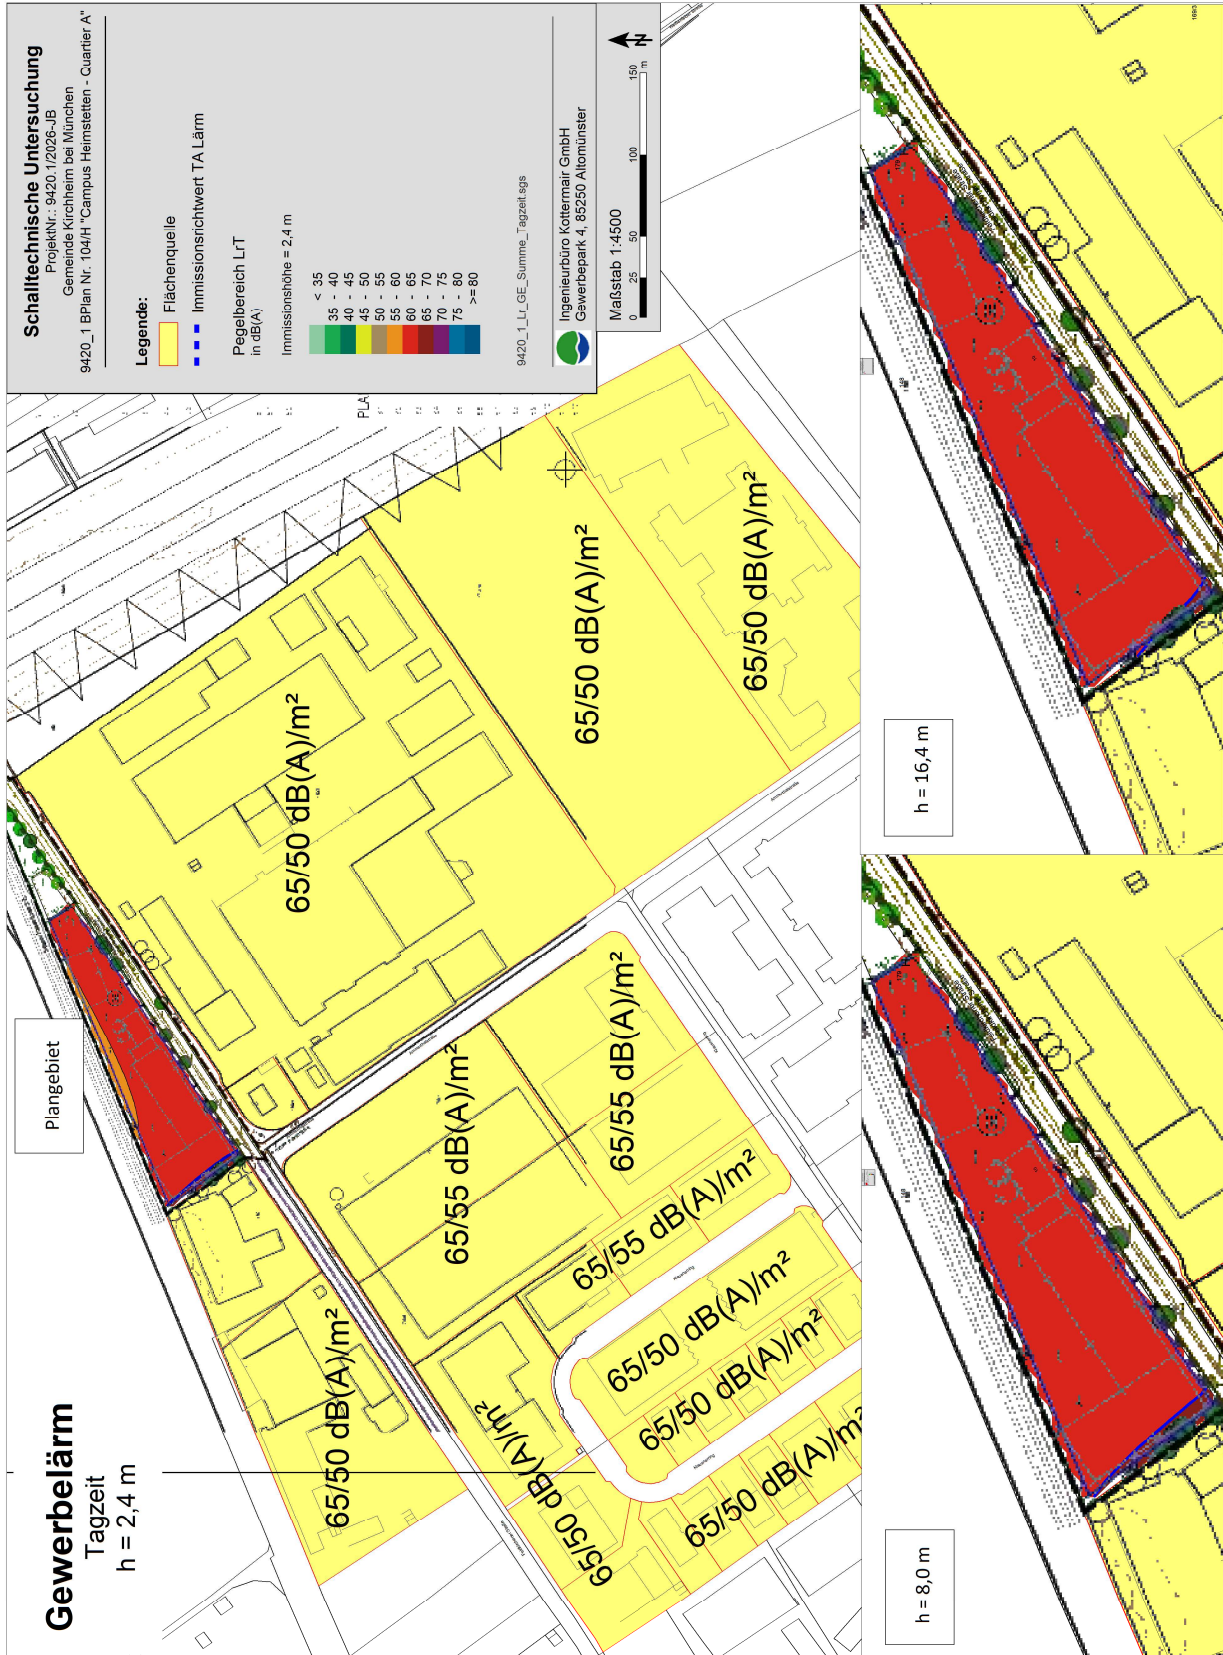 Gewerbelärm
Tagzeit
h = 2,4 m
Plangebiet
65/50 dB(A)/m²
65/50 dB(A)/m²
65/50 dB(A)/m²
65/50 dB(A)/m²
65/55 dB(A)/m²
65/55 dB(A)/m²
65/55 dB(A)/m²
65/50 dB(A)/m²
65/50 dB(A)/m²
65/50 dB(A)/m²
65/50 dB(A)/m²
PLA
Schalltechnische Untersuchung
ProjektNr.: 9420.1/2026-JB
Gemeinde Kirchheim bei München
9420_1 BPlan Nr. 104/H "Campus Heimstetten - Quartier A"
Legende:
Flächenquelle
Immissionsrichtwert TA Lärm
Pegelbereich LrT
in dB(A)
Immissionshöhe = 2,4 m
< 35
35 - 40
40 - 45
45 - 50
50 - 55
55 - 60
60 - 65
65 - 70
70 - 75
75 - 80
>= 80
9420_1_Lr_GE_Summe_Tagzeit.sgs
Ingenieurbüro Kottermair GmbH
Gewerbepark 4, 85250 Altomünster
Maßstab 1:4500
0 25 50 100 150
m
N
h = 8,0 m
h = 16,4 m